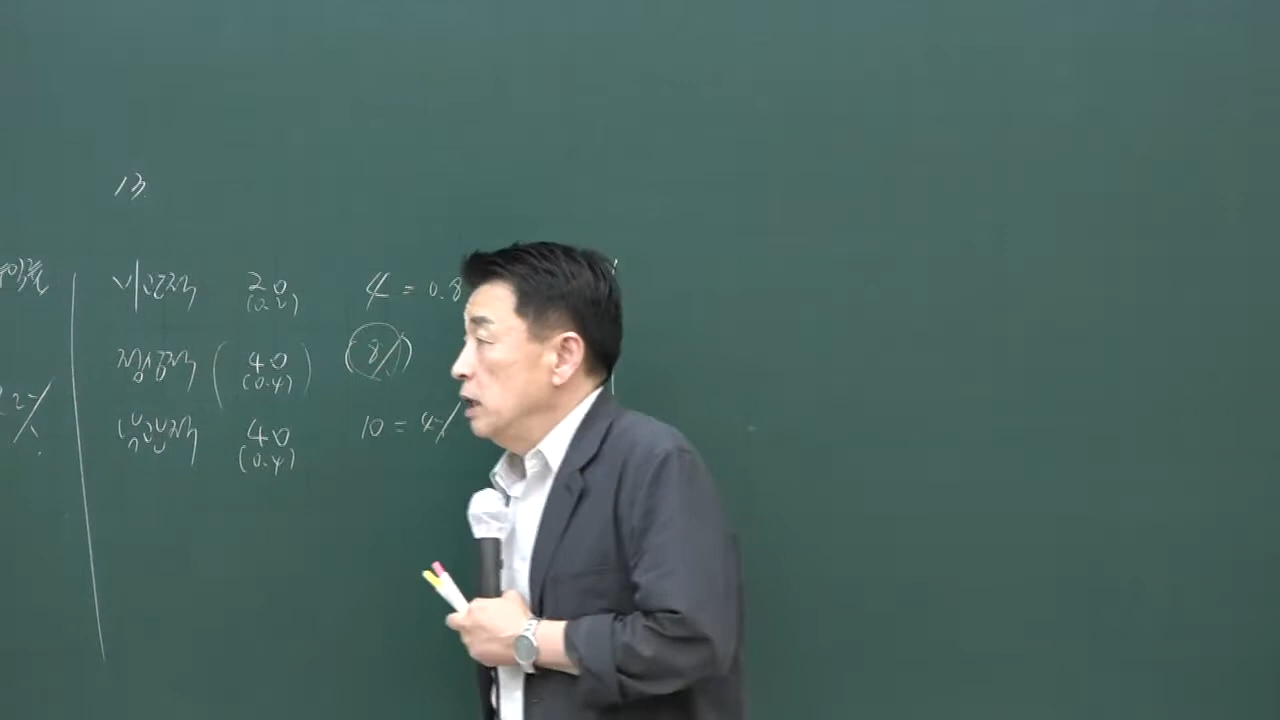 13.
비관적 20 4 = 0.8
(0.2)
정상적 ( 40 ) (8%)
(0.4)
낙관적 40 10 = 4%
(0.4)